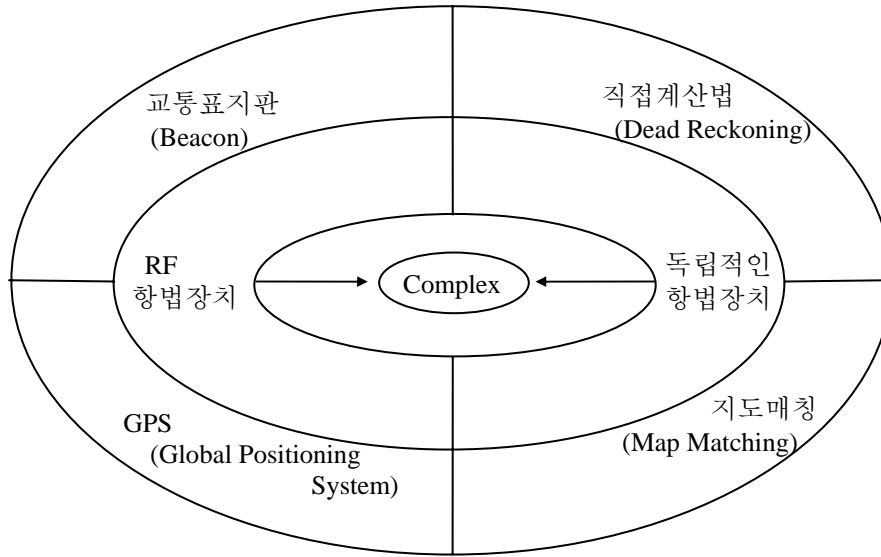 교통표지판
(Beacon)
직접계산법
(Dead Reckoning)
RF
항법장치
Complex
독립적인
항법장치
GPS
(Global Positioning
System)
지도매칭
(Map Matching)